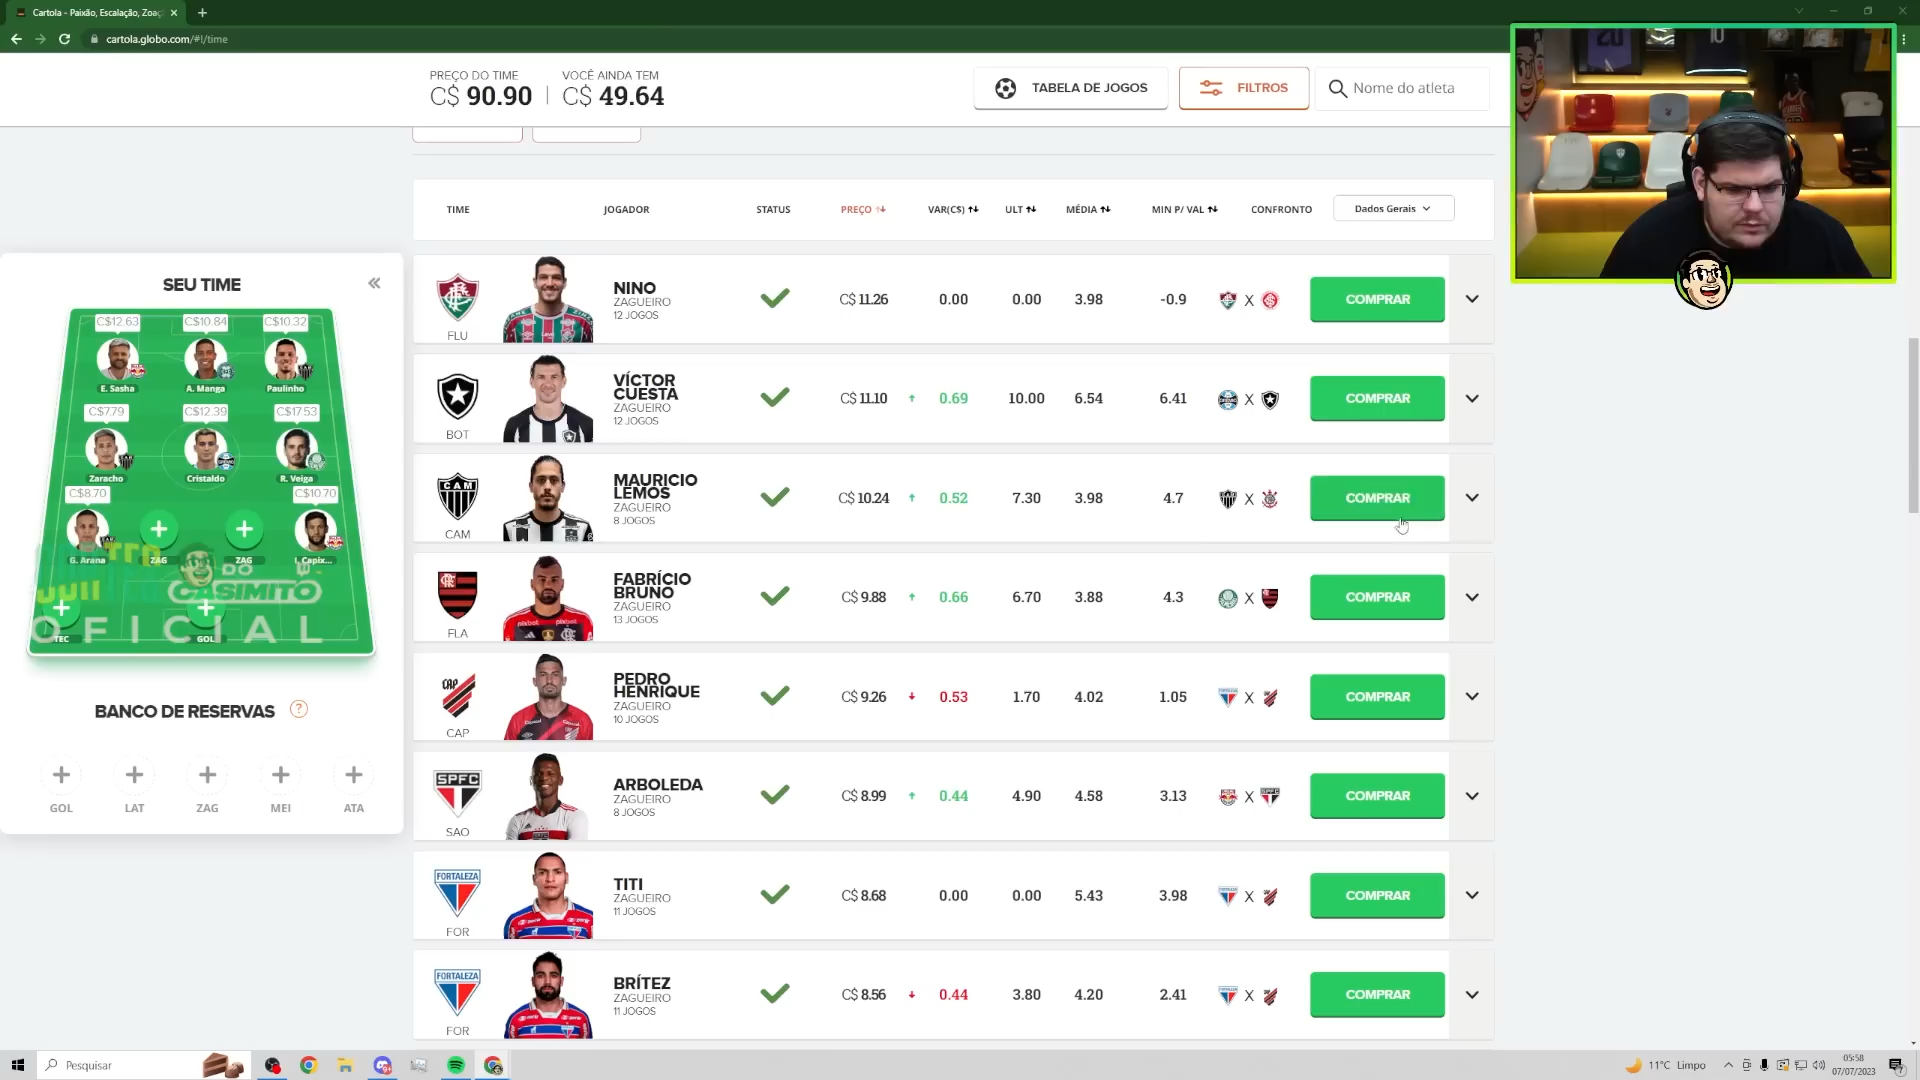 Cartola - Paixão, Escalação, Zoaç
cartola.globo.com/#!/time
PREÇO DO TIME
C$ 90.90
VOCÊ AINDA TEM
C$ 49.64
TABELA DE JOGOS
FILTROS
Nome do atleta
TIME JOGADOR STATUS PREÇO VAR(C$) ULT MÉDIA MIN P/ VAL CONFRONTO Dados Gerais
FLU NINO ZAGUEIRO 12 JOGOS C$ 11.26 0.00 0.00 3.98 -0.9 X COMPRAR
BOT VÍCTOR CUESTA ZAGUEIRO 12 JOGOS C$ 11.10 0.69 10.00 6.54 6.41 X COMPRAR
CAM MAURICIO LEMOS ZAGUEIRO 8 JOGOS C$ 10.24 0.52 7.30 3.98 4.7 X COMPRAR
FLA FABRÍCIO BRUNO ZAGUEIRO 13 JOGOS C$ 9.88 0.66 6.70 3.88 4.3 X COMPRAR
CAP PEDRO HENRIQUE ZAGUEIRO 10 JOGOS C$ 9.26 0.53 1.70 4.02 1.05 X COMPRAR
SPFC SAO ARBOLEDA ZAGUEIRO 8 JOGOS C$ 8.99 0.44 4.90 4.58 3.13 X COMPRAR
FORTALEZA FOR TITI ZAGUEIRO 11 JOGOS C$ 8.68 0.00 0.00 5.43 3.98 X COMPRAR
FORTALEZA FOR BRÍTEZ ZAGUEIRO 11 JOGOS C$ 8.56 0.44 3.80 4.20 2.41 X COMPRAR
SEU TIME
C$12.63 C$10.84 C$10.32
E. Sasha A. Manga Paulinho
C$7.79 C$12.39 C$17.53
Zaracho Cristaldo R. Veiga
C$8.70 C$10.70
G. Arana ZAG ZAG I. Capix...
DO
CASIMITO
OFICIAL
TEC GOL
BANCO DE RESERVAS ?
GOL LAT ZAG MEI ATA
Pesquisar
11°C Limpo
05:58
07/07/2023